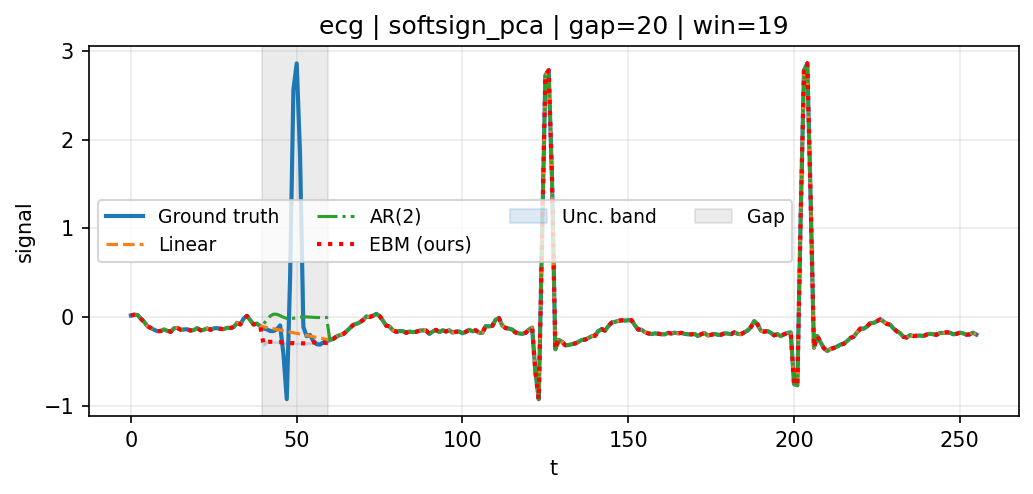 ecg | softsign_pca | gap=20 | win=19
3
2
1
0
−1
signal
Ground truth
Linear
AR(2)
EBM (ours)
Unc. band
Gap
0
50
100
150
200
250
t